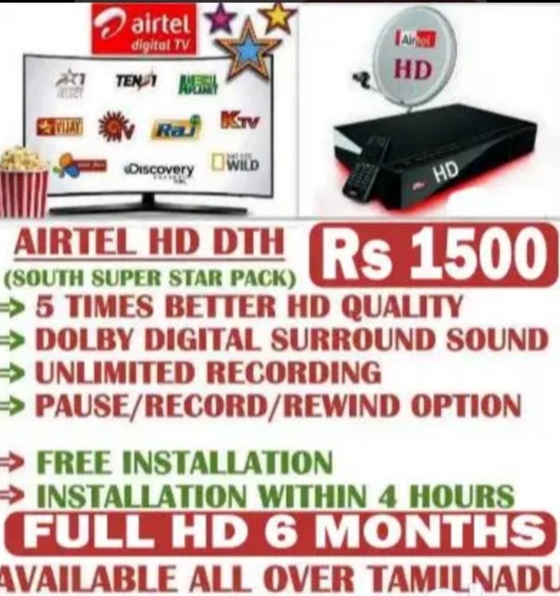 airtel
digital TV
Airtel
HD
TEN 1
VIJAY
Raj
KTV
Discovery
CHANNEL
WILD
HD
AIRTEL HD DTH
Rs 1500
(SOUTH SUPER STAR PACK)
⇒ 5 TIMES BETTER HD QUALITY
⇒ DOLBY DIGITAL SURROUND SOUND
⇒ UNLIMITED RECORDING
⇒ PAUSE/RECORD/REWIND OPTION
⇒ FREE INSTALLATION
⇒ INSTALLATION WITHIN 4 HOURS
FULL HD 6 MONTHS
AVAILABLE ALL OVER TAMILNADU